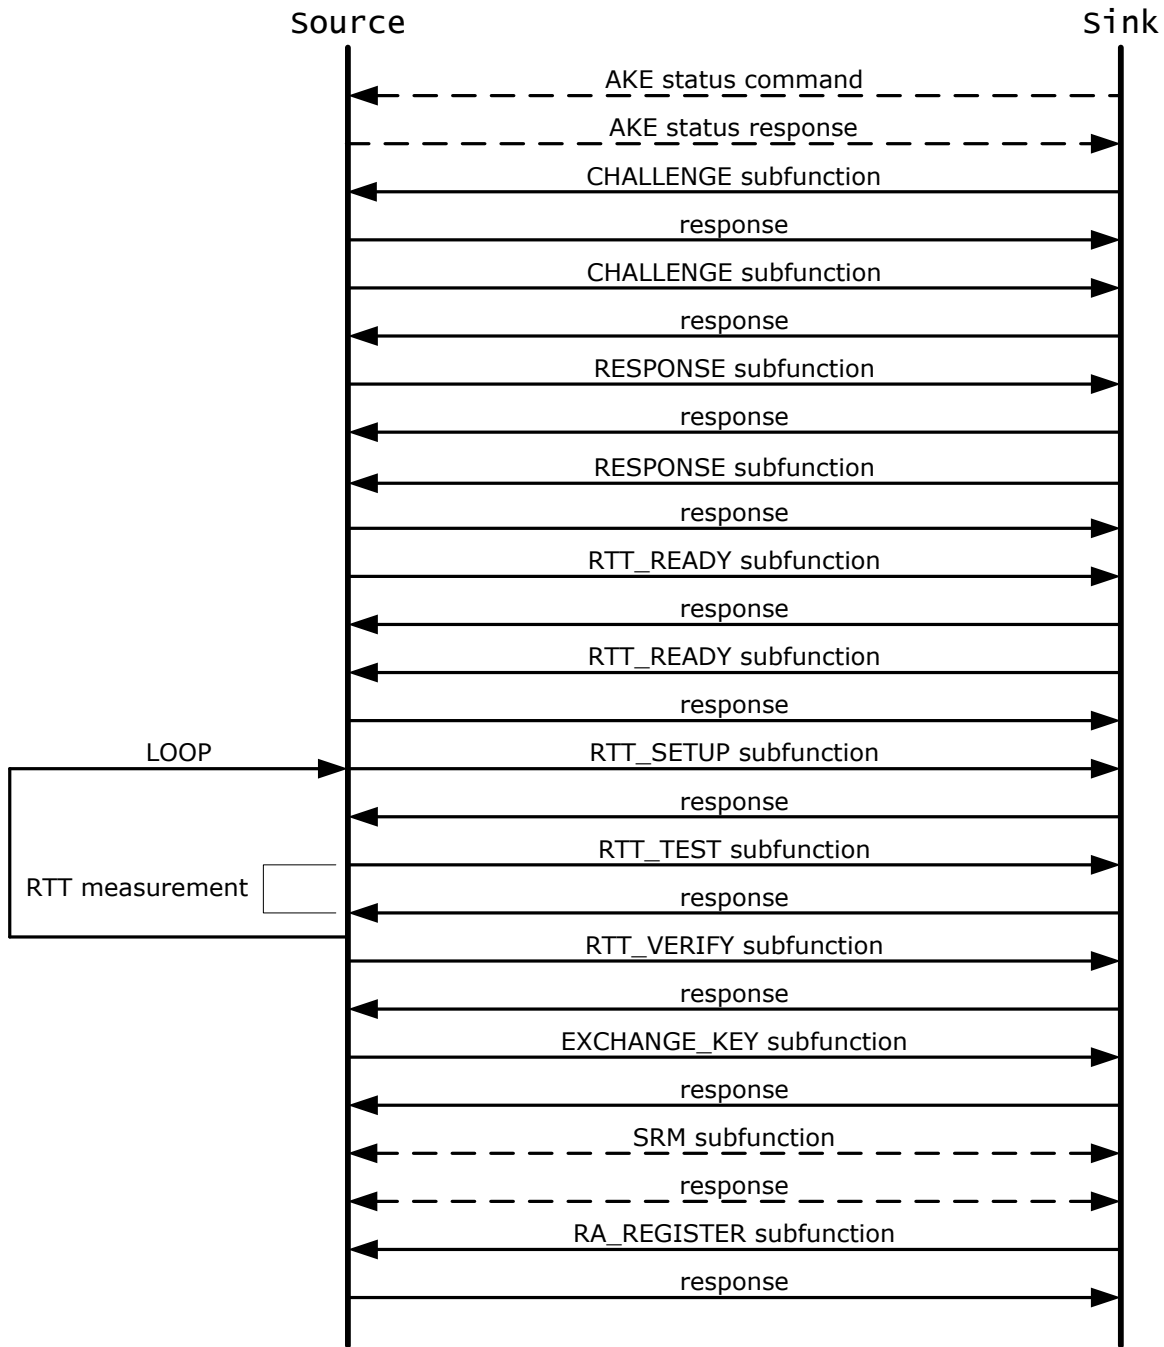 Source
Sink
AKE status command
AKE status response
CHALLENGE subfunction
response
CHALLENGE subfunction
response
RESPONSE subfunction
response
RESPONSE subfunction
response
RTT_READY subfunction
response
RTT_READY subfunction
response
LOOP
RTT_SETUP subfunction
response
RTT_TEST subfunction
RTT measurement
response
RTT_VERIFY subfunction
response
EXCHANGE_KEY subfunction
response
SRM subfunction
response
RA_REGISTER subfunction
response